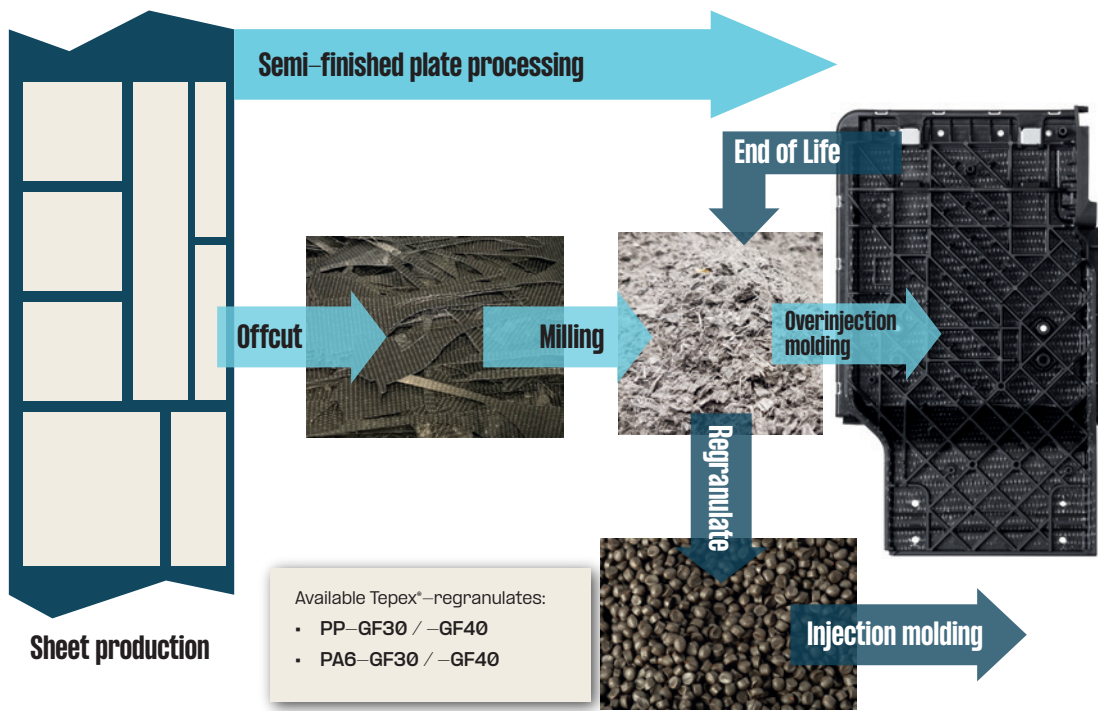 Semi-finished plate processing
End of Life
Offcut
Milling
Overinjection
molding
Regranulate
Sheet production
Available Tepex®-regranulates:
• PP-GF30 / -GF40
• PA6-GF30 / -GF40
Injection molding